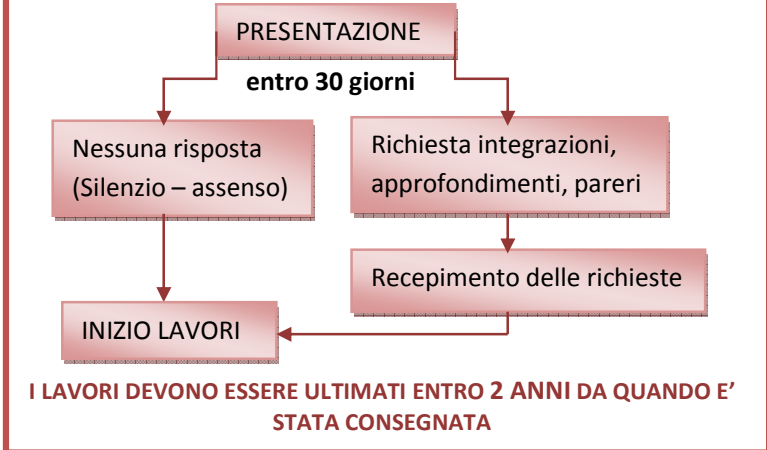 PRESENTAZIONE
entro 30 giorni
Nessuna risposta
(Silenzio – assenso)
Richiesta integrazioni,
approfondimenti, pareri
Recepimento delle richieste
INIZIO LAVORI
I LAVORI DEVONO ESSERE ULTIMATI ENTRO 2 ANNI DA QUANDO E’
STATA CONSEGNATA